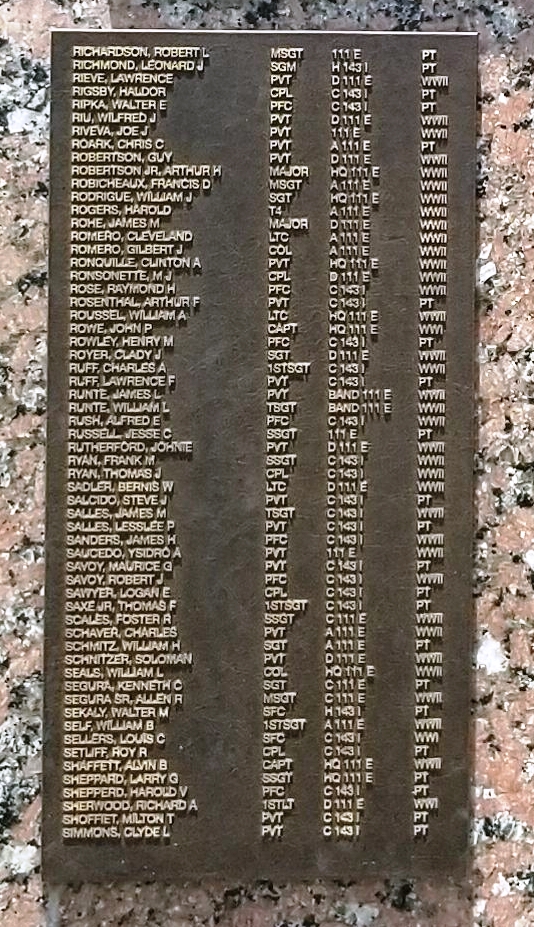 RICHARDSON, ROBERT L MSGT 111 E PT
RICHMOND, LEONARD J SGM H 143 I PT
RIEVE, LAWRENCE PVT D 111 E WWII
RIGSBY, HALDOR CPL C 143 I PT
RIPKA, WALTER E PFC C 143 I PT
RIU, WILFRED J PVT D 111 E WWII
RIVEVA, JOE J PVT 111 E WWII
ROARK, CHRIS C PVT A 111 E PT
ROBERTSON, GUY PVT D 111 E WWII
ROBERTSON JR, ARTHUR H MAJOR HQ 111 E WWII
ROBICHEAUX, FRANCIS D MSGT A 111 E WWII
RODRIGUE, WILLIAM J SGT HQ 111 E WWII
ROGERS, HAROLD T4 A 111 E WWII
ROHE, JAMES M MAJOR D 111 E WWII
ROMERO, CLEVELAND LTC A 111 E WWII
ROMERO, GILBERT J COL A 111 E WWII
RONQUILLE, CLINTON A PVT HQ 111 E WWII
RONSONETTE, M J CPL D 111 E WWII
ROSE, RAYMOND H PFC C 143 I WWII
ROSENTHAL, ARTHUR F PVT C 143 I PT
ROUSSEL, WILLIAM A LTC HQ 111 E WWII
ROWE, JOHN P CAPT HQ 111 E WWI
ROWLEY, HENRY M PFC C 143 I PT
ROYER, CLADY J SGT D 111 E WWII
RUFF, CHARLES A 1STSGT C 143 I WWII
RUFF, LAWRENCE F PVT C 143 I PT
RUNTE, JAMES L PVT BAND 111 E WWII
RUNTE, WILLIAM L TSGT BAND 111 E WWII
RUSH, ALFRED E PFC C 143 I WWII
RUSSELL, JESSE C SSGT 111 E PT
RUTHERFORD, JOHNIE PVT D 111 E WWII
RYAN, FRANK M SSGT C 143 I WWII
RYAN, THOMAS J CPL C 143 I WWII
SADLER, BERNIS W LTC D 111 E WWII
SALCIDO, STEVE J PVT C 143 I PT
SALLES, JAMES M TSGT C 143 I WWII
SALLES, LESSLEE P PVT C 143 I PT
SANDERS, JAMES H PFC C 143 I WWII
SAUCEDO, YSIDRO A PVT 111 E WWII
SAVOY, MAURICE G PVT C 143 I PT
SAVOY, ROBERT J PFC C 143 I WWII
SAWYER, LOGAN E CPL C 143 I PT
SAXE JR, THOMAS F 1STSGT C 143 I PT
SCALES, FOSTER R SSGT C 111 E WWII
SCHAVER, CHARLES PVT A 111 E WWII
SCHMITZ, WILLIAM H SGT A 111 E PT
SCHNITZER, SOLOMAN PVT D 111 E WWII
SEALS, WILLIAM L COL HQ 111 E WWII
SEGURA, KENNETH C SGT C 111 E PT
SEGURA SR, ALLEN R MSGT C 111 E WWII
SEKALY, WALTER M SFC H 143 I PT
SELF, WILLIAM B 1STSGT A 111 E WWII
SELLERS, LOUIS C SFC C 143 I WWI
SETLIFF, ROY R CPL C 143 I PT
SHAFFETT, ALVIN B CAPT HQ 111 E WWII
SHEPPARD, LARRY G SSGT HQ 111 E PT
SHEPPERD, HAROLD V PFC C 143 I PT
SHERWOOD, RICHARD A 1STLT D 111 E WWI
SHOFFIET, MILTON T PVT C 143 I PT
SIMMONS, CLYDE L PVT C 143 I PT